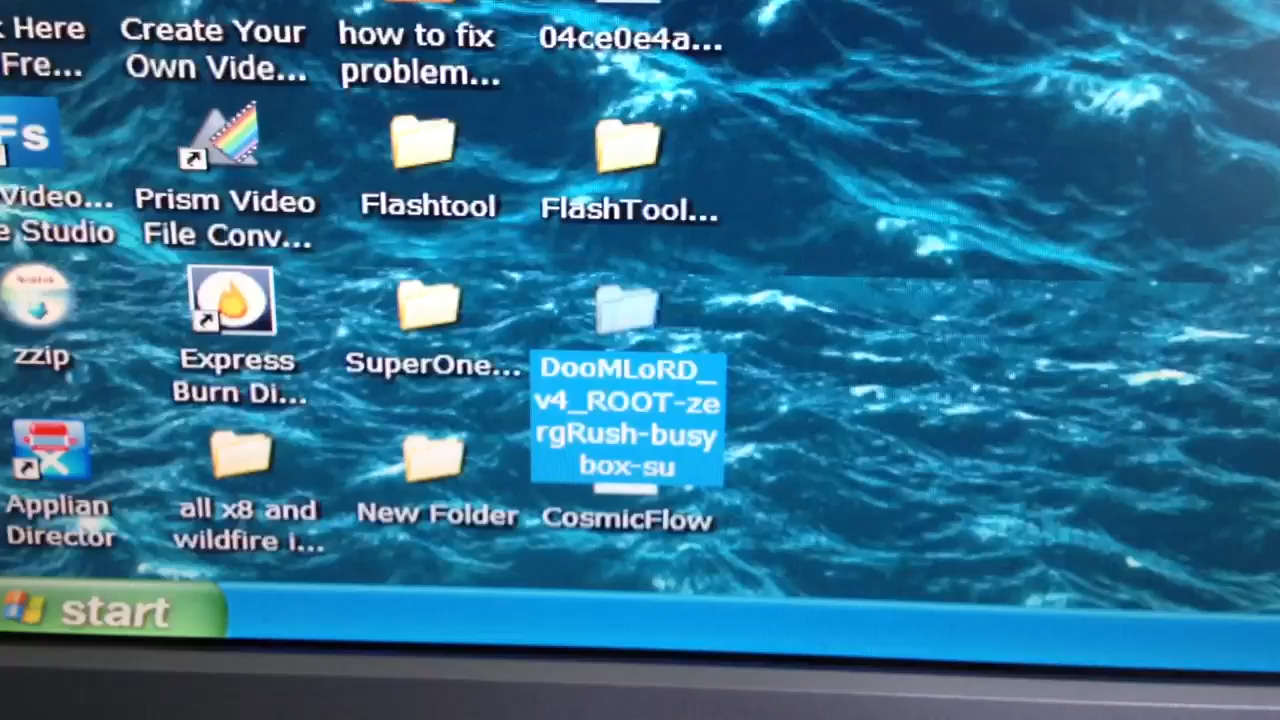 Here
Fre...
Create Your
Own Vide...
how to fix
problem...
04ce0e4a...
Fs
Video...
e Studio
Prism Video
File Conv...
Flashtool
FlashTool...
zzip
Express
Burn Di...
SuperOne...
DooMLoRD_
v4_ROOT-ze
rgRush-busy
box-su
Applian
Director
all x8 and
wildfire i...
New Folder
CosmicFlow
start